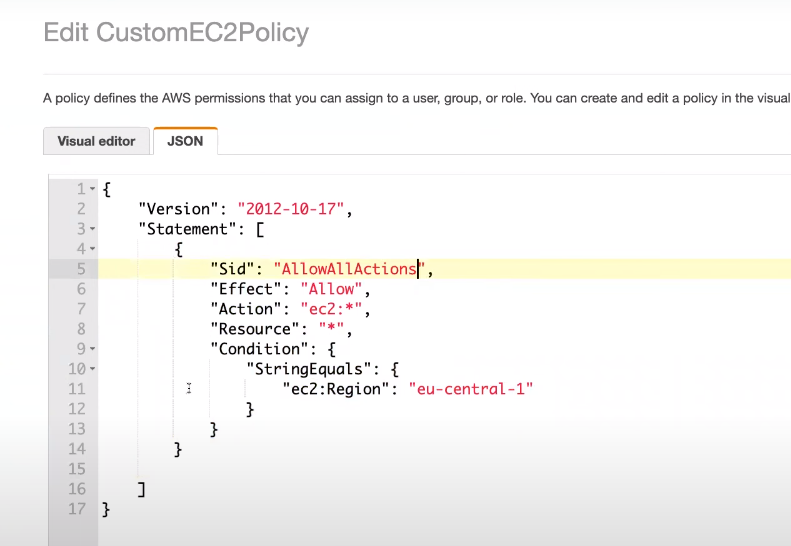 Edit CustomEC2Policy
A policy defines the AWS permissions that you can assign to a user, group, or role. You can create and edit a policy in the visual
Visual editor JSON
1 {
2 "Version": "2012-10-17",
3 "Statement": [
4 {
5 "Sid": "AllowAllActions",
6 "Effect": "Allow",
7 "Action": "ec2:*",
8 "Resource": "*",
9 "Condition": {
10 "StringEquals": {
11 "ec2:Region": "eu-central-1"
12 }
13 }
14 }
15
16 ]
17 }